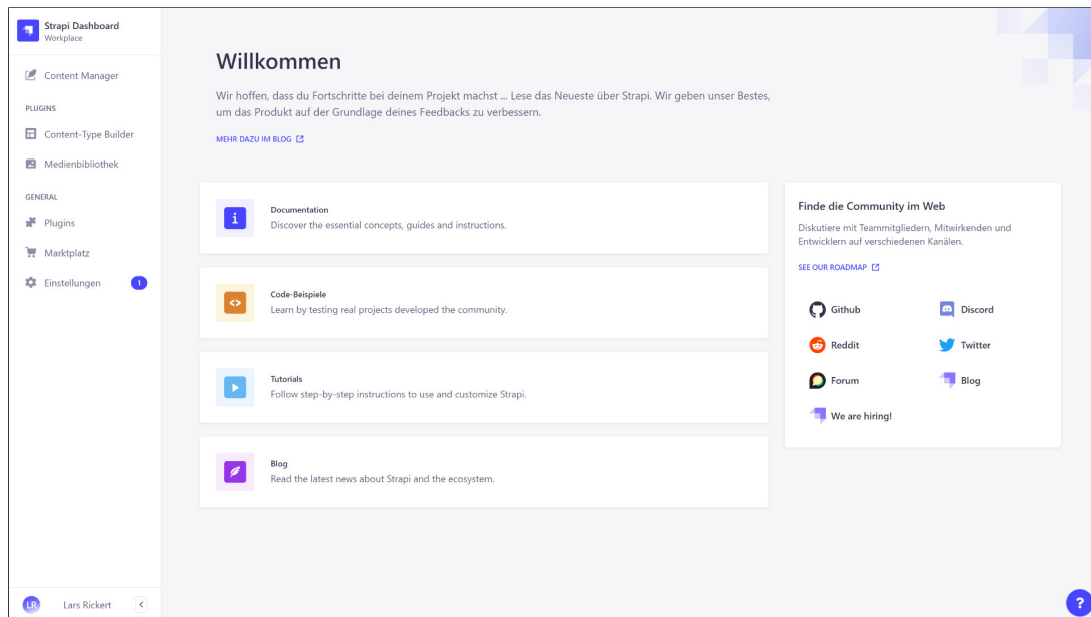 Strapi Dashboard
Workplace
Content Manager
PLUGINS
Content-Type Builder
Medienbibliothek
GENERAL
Plugins
Marktplatz
Einstellungen
1
LR
Lars Rickert
Willkommen
Wir hoffen, dass du Fortschritte bei deinem Projekt machst ... Lese das Neueste über Strapi. Wir geben unser Bestes,
um das Produkt auf der Grundlage deines Feedbacks zu verbessern.
MEHR DAZU IM BLOG
Documentation
Discover the essential concepts, guides and instructions.
Code-Beispiele
Learn by testing real projects developed the community.
Tutorials
Follow step-by-step instructions to use and customize Strapi.
Blog
Read the latest news about Strapi and the ecosystem.
Finde die Community im Web
Diskutiere mit Teammitgliedern, Mitwirkenden und
Entwicklern auf verschiedenen Kanälen.
SEE OUR ROADMAP
Github
Discord
Reddit
Twitter
Forum
Blog
We are hiring!
?